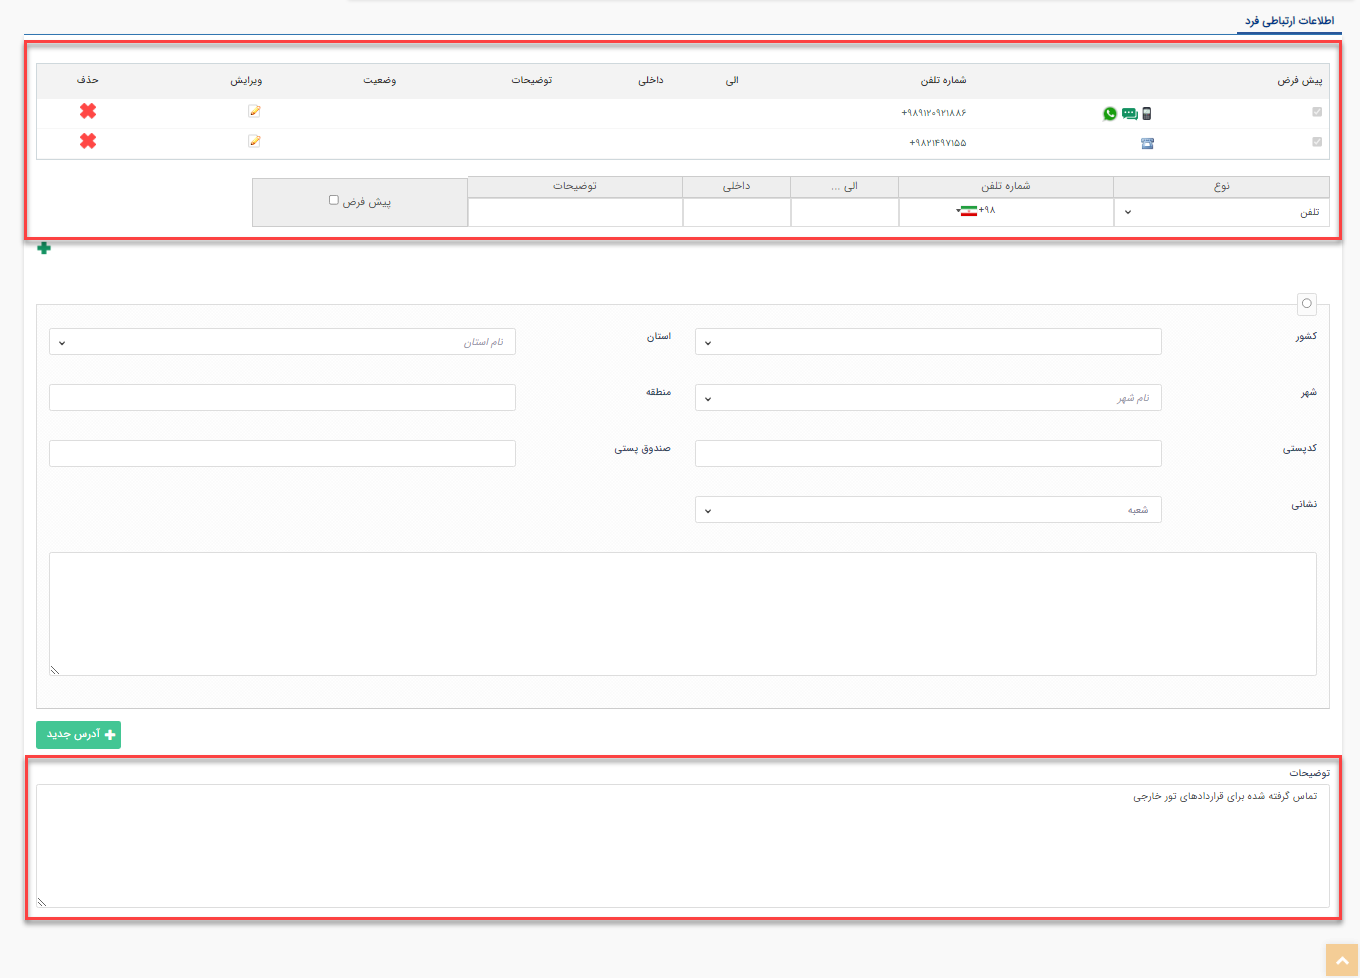 اطلاعات ارتباطی فرد
پیش فرض شماره تلفن الی داخلی توضیحات وضعیت ویرایش حذف
+۹۸۹۱۲۰۹۲۱۸۸۶
+۹۸۲۱۴۹۷۱۵۵
نوع شماره تلفن الی ... داخلی توضیحات
تلفن +۹۸ پیش فرض
کشور استان نام استان
شهر نام شهر منطقه
کدپستی صندوق پستی
نشانی شعبه
آدرس جدید
توضیحات
تماس گرفته شده برای قراردادهای تور خارجی